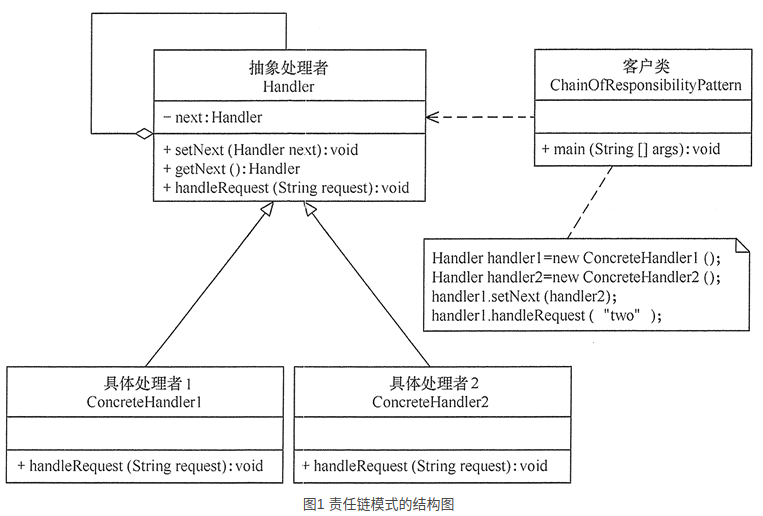 抽象处理者
Handler
- next:Handler
+ setNext (Handler next):void
+ getNext ():Handler
+ handleRequest (String request):void
客户类
ChainOfResponsibilityPattern
+ main (String [] args):void
Handler handler1=new ConcreteHandler1 ();
Handler handler2=new ConcreteHandler2 ();
handler1.setNext (handler2);
handler1.handleRequest ( "two" );
具体处理者1
ConcreteHandler1
+ handleRequest (String request):void
具体处理者2
ConcreteHandler2
+ handleRequest (String request):void
图1 责任链模式的结构图